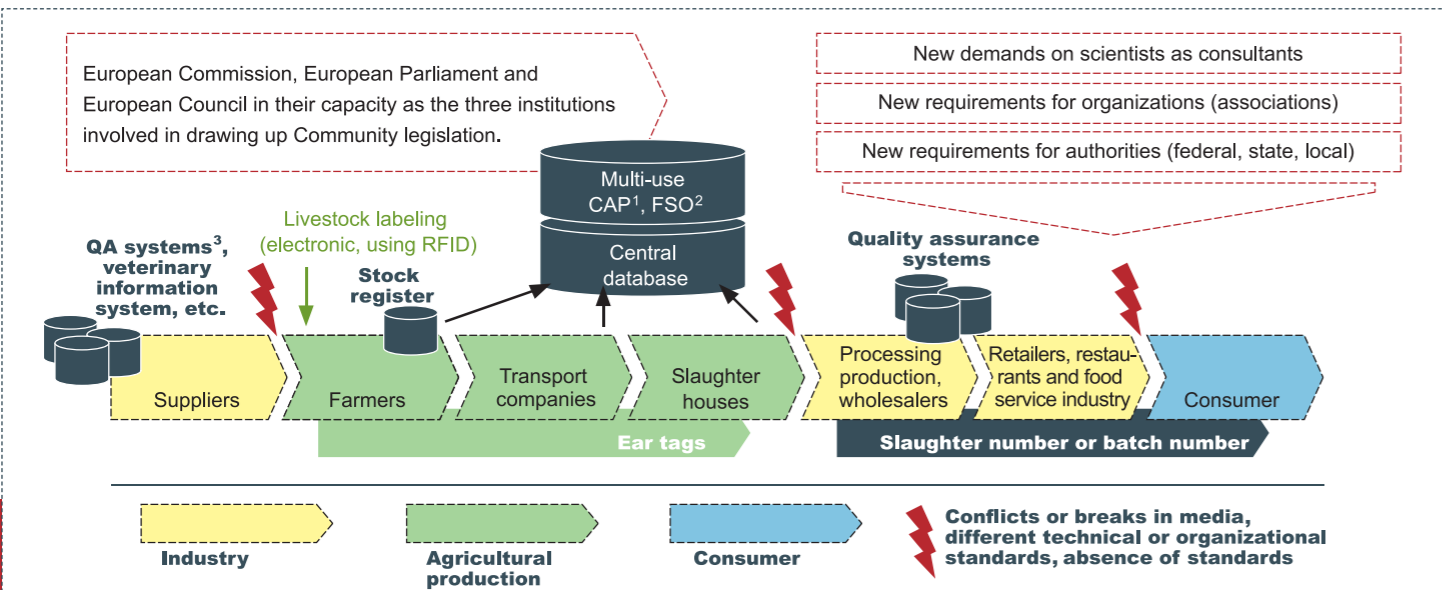 European Commission, European Parliament and
European Council in their capacity as the three institutions
involved in drawing up Community legislation.
New demands on scientists as consultants
New requirements for organizations (associations)
New requirements for authorities (federal, state, local)
Multi-use
CAP¹, FSO²
Central
database
Livestock labeling
(electronic, using RFID)
QA systems³,
veterinary
information
system, etc.
Stock
register
Quality assurance
systems
Suppliers
Farmers
Transport
companies
Slaughter
houses
Processing
production,
wholesalers
Retailers, restau-
rants and food
service industry
Consumer
Ear tags
Slaughter number or batch number
Industry
Agricultural
production
Consumer
Conflicts or breaks in media,
different technical or organizational
standards, absence of standards